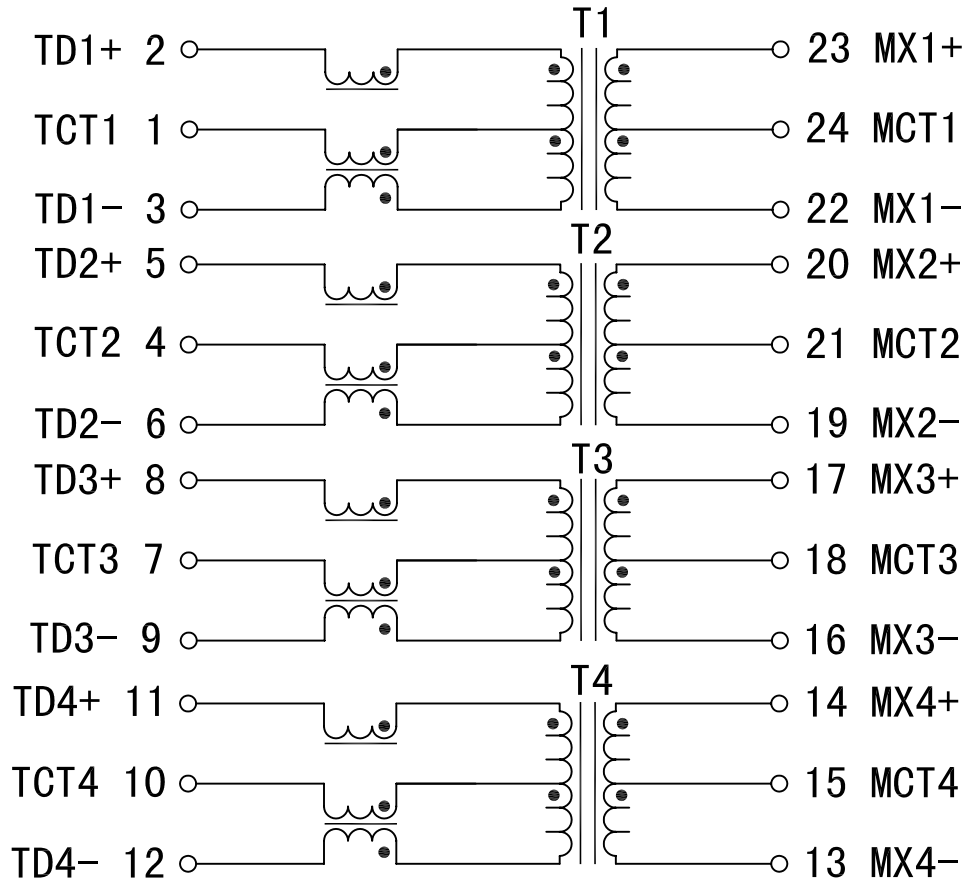 T1
TD1+ 2 23 MX1+
TCT1 1 24 MCT1
TD1- 3 22 MX1-
T2
TD2+ 5 20 MX2+
TCT2 4 21 MCT2
TD2- 6 19 MX2-
T3
TD3+ 8 17 MX3+
TCT3 7 18 MCT3
TD3- 9 16 MX3-
T4
TD4+ 11 14 MX4+
TCT4 10 15 MCT4
TD4- 12 13 MX4-